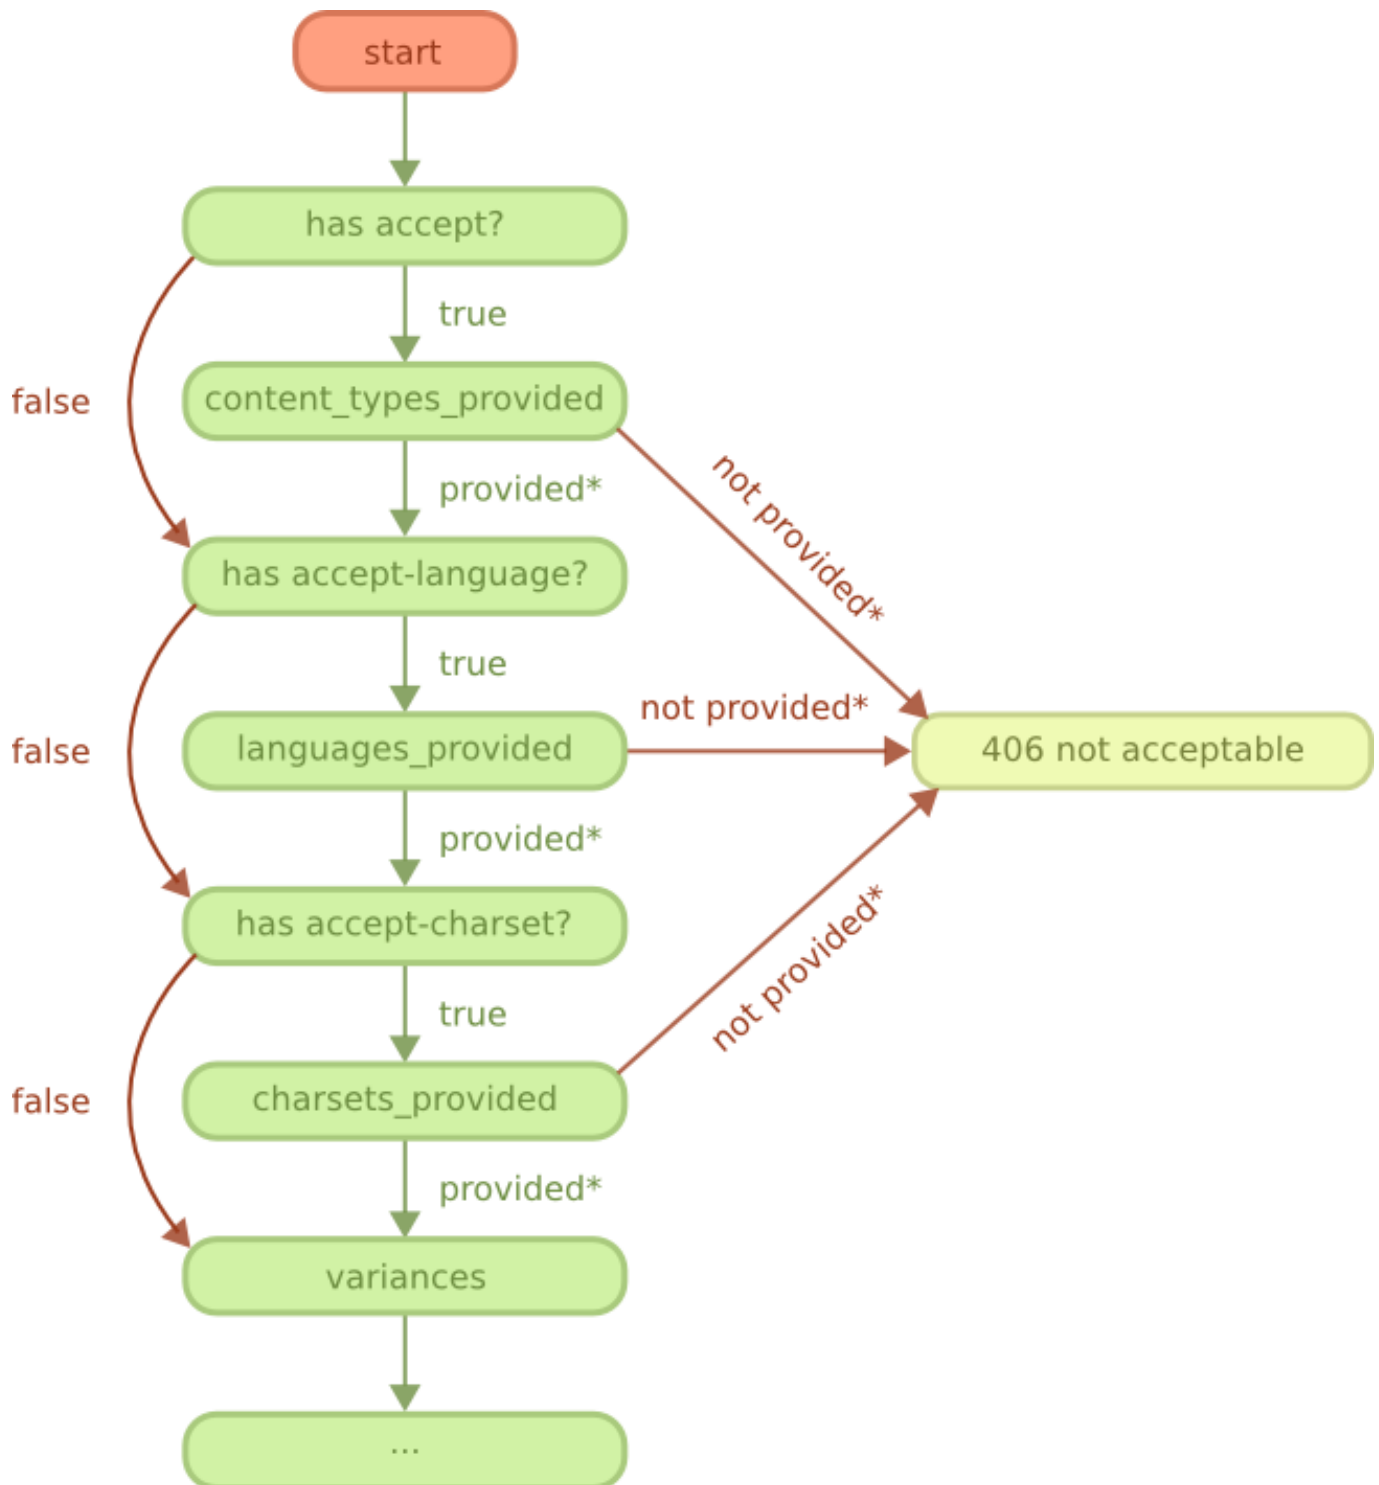 start
has accept?
true
false
content_types_provided
provided*
not provided*
has accept-language?
true
not provided*
false
languages_provided
406 not acceptable
provided*
has accept-charset?
not provided*
true
false
charsets_provided
provided*
variances
...